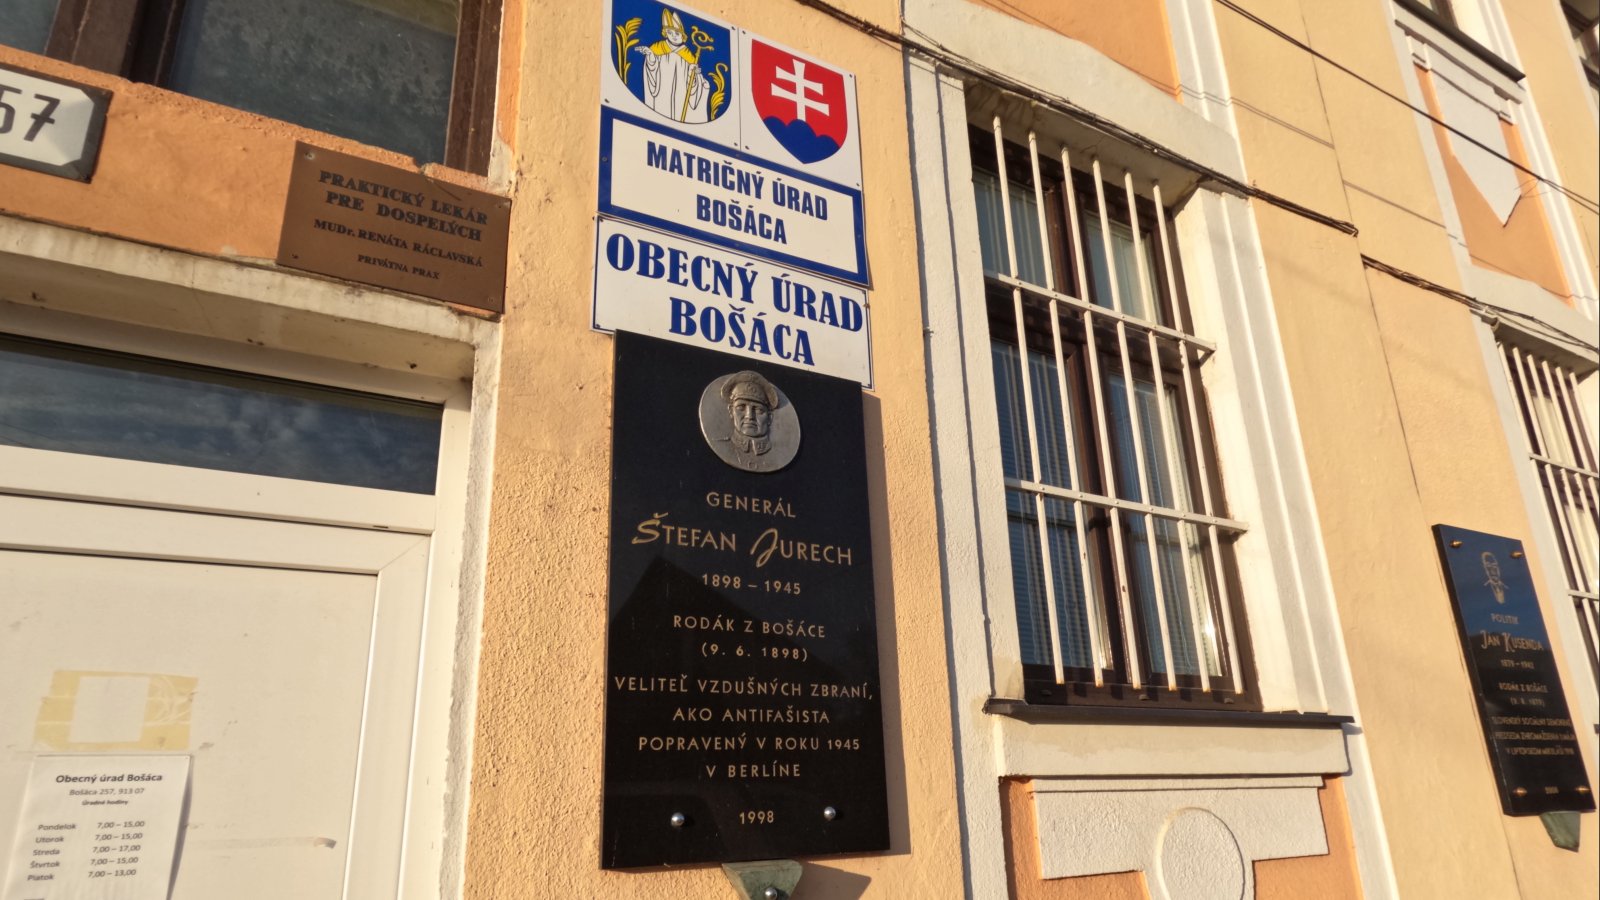 57
PRAKTICKÝ LEKÁR
PRE DOSPELÝCH
MUDr. RENÁTA RÁCLAVSKÁ
PRIVÁTNA PRAX
MATRIČNÝ ÚRAD
BOŠÁCA
OBECNÝ ÚRAD
BOŠÁCA
GENERÁL
ŠTEFAN JURECH
1898 – 1945
RODÁK Z BOŠÁCE
(9. 6. 1898)
VELITEĽ VZDUŠNÝCH ZBRANÍ,
AKO ANTIFAŠISTA
POPRAVENÝ V ROKU 1945
V BERLÍNE
1998
Obecný úrad Bošáca
Bošáca 257, 913 07
Úradné hodiny
Pondelok 7,00 – 15,00
Utorok 7,00 – 15,00
Streda 7,00 – 17,00
Štvrtok 7,00 – 15,00
Piatok 7,00 – 13,00
POLITIK
JÁN KUSENDA
RODÁK Z BOŠÁCE
SLOVENSKÝ SOCIÁLNY DEMOKRAT